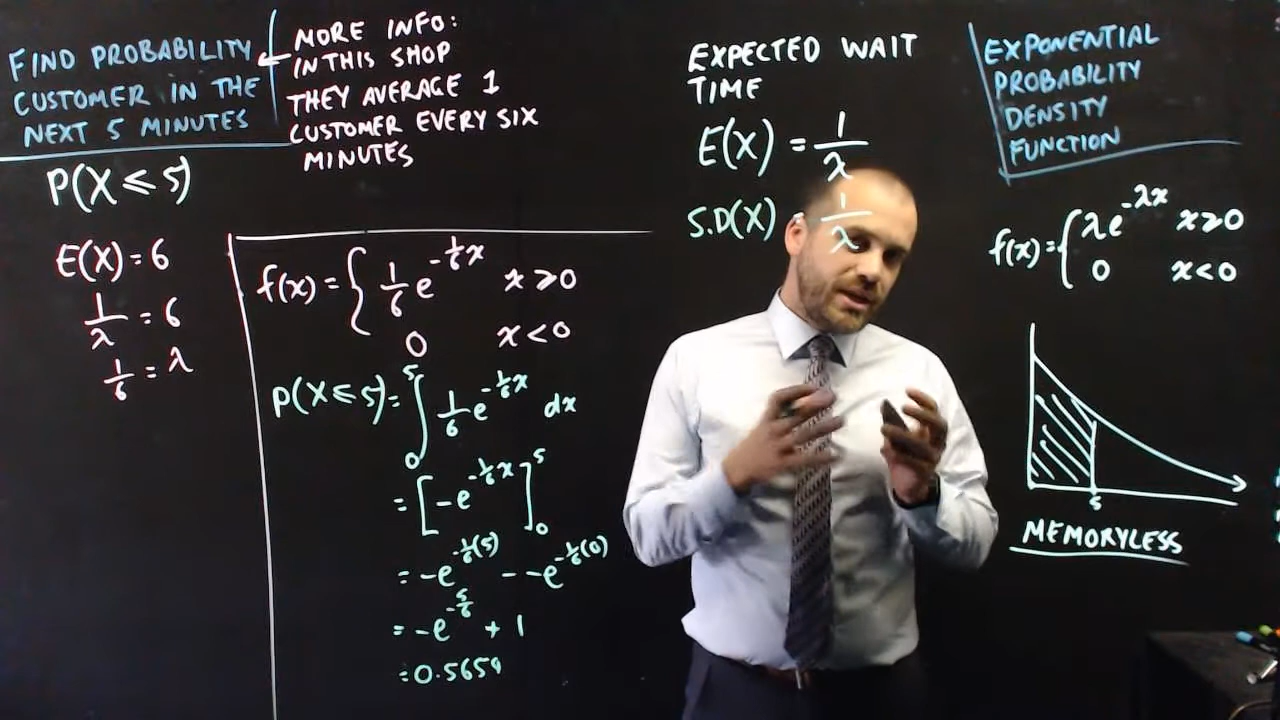 FIND PROBABILITY
CUSTOMER IN THE
NEXT 5 MINUTES
MORE INFO:
IN THIS SHOP
THEY AVERAGE 1
CUSTOMER EVERY SIX
MINUTES
P(X ≤ 5)
E(X) = 6
1/λ = 6
1/6 = λ
f(x) = { 1/6 e^(-1/6 x) x ≥ 0
0 x < 0
P(X ≤ 5) = ∫₀⁵ 1/6 e^(-1/6 x) dx
= [-e^(-1/6 x)]₀⁵
= -e^(-1/6(5)) - -e^(-1/6(0))
= -e^(-5/6) + 1
= 0.5654
EXPECTED WAIT
TIME
E(X) = 1/λ
S.D(X) = 1/λ
EXPONENTIAL
PROBABILITY
DENSITY
FUNCTION
f(x) = { λe^(-λx) x ≥ 0
0 x < 0
5
MEMORYLESS